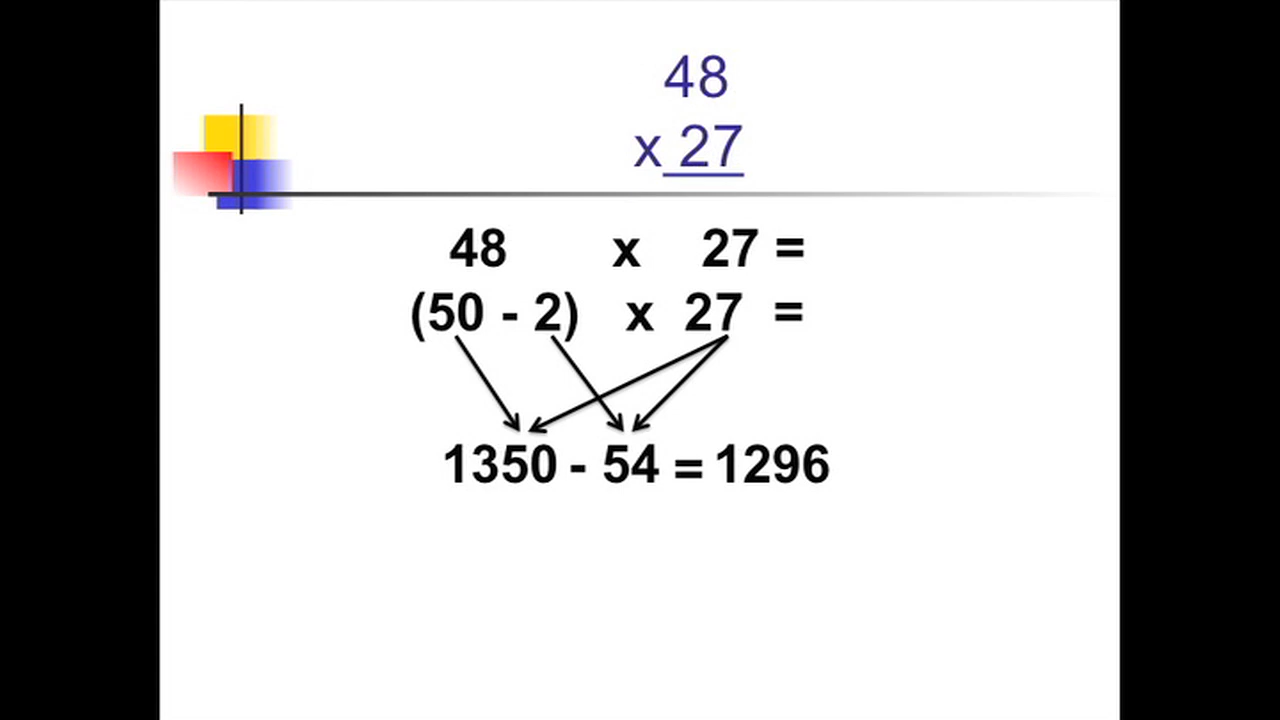 48
x 27
48 x 27 =
(50 - 2) x 27 =
1350 - 54 = 1296